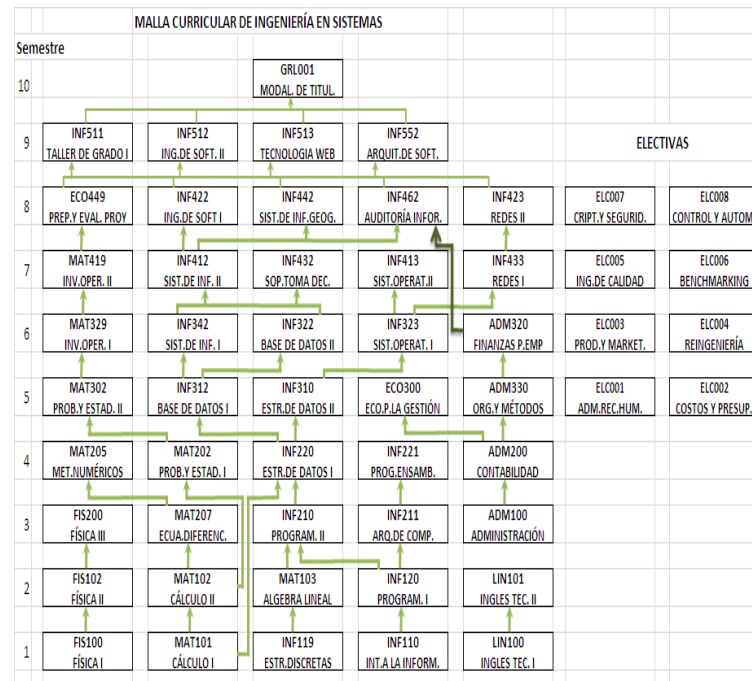 MALLA CURRICULAR DE INGENIERÍA EN SISTEMAS
Semestre
10
GRL001
MODAL. DE TITUL.
9
INF511
TALLER DE GRADO I
INF512
ING.DE SOFT. II
INF513
TECNOLOGIA WEB
INF552
ARQUIT.DE SOFT.
ELECTIVAS
8
ECO449
PREP.Y EVAL. PROY
INF422
ING.DE SOFT I
INF442
SIST.DE INF.GEOG.
INF462
AUDITORÍA INFOR.
INF423
REDES II
ELC007
CRIPT.Y SEGURID.
ELC008
CONTROL Y AUTOM
7
MAT419
INV.OPER. II
INF412
SIST.DE INF. II
INF432
SOP.TOMA DEC.
INF413
SIST.OPERAT.II
INF433
REDES I
ELC005
ING.DE CALIDAD
ELC006
BENCHMARKING
6
MAT329
INV.OPER. I
INF342
SIST.DE INF. I
INF322
BASE DE DATOS II
INF323
SIST.OPERAT. I
ADM320
FINANZAS P.EMP
ELC003
PROD.Y MARKET.
ELC004
REINGENIERÍA
5
MAT302
PROB.Y ESTAD. II
INF312
BASE DE DATOS I
INF310
ESTR.DE DATOS II
ECO300
ECO.P.LA GESTIÓN
ADM330
ORG.Y MÉTODOS
ELC001
ADM.REC.HUM.
ELC002
COSTOS Y PRESUP.
4
MAT205
MET.NUMÉRICOS
MAT202
PROB.Y ESTAD. I
INF220
ESTR.DE DATOS I
INF221
PROG.ENSAMB.
ADM200
CONTABILIDAD
3
FIS200
FÍSICA III
MAT207
ECUA.DIFERENC.
INF210
PROGRAM. II
INF211
ARQ.DE COMP.
ADM100
ADMINISTRACIÓN
2
FIS102
FÍSICA II
MAT102
CÁLCULO II
MAT103
ALGEBRA LINEAL
INF120
PROGRAM. I
LIN101
INGLES TEC. II
1
FIS100
FÍSICA I
MAT101
CÁLCULO I
INF119
ESTR.DISCRETAS
INF110
INT.A LA INFORM.
LIN100
INGLES TEC. I